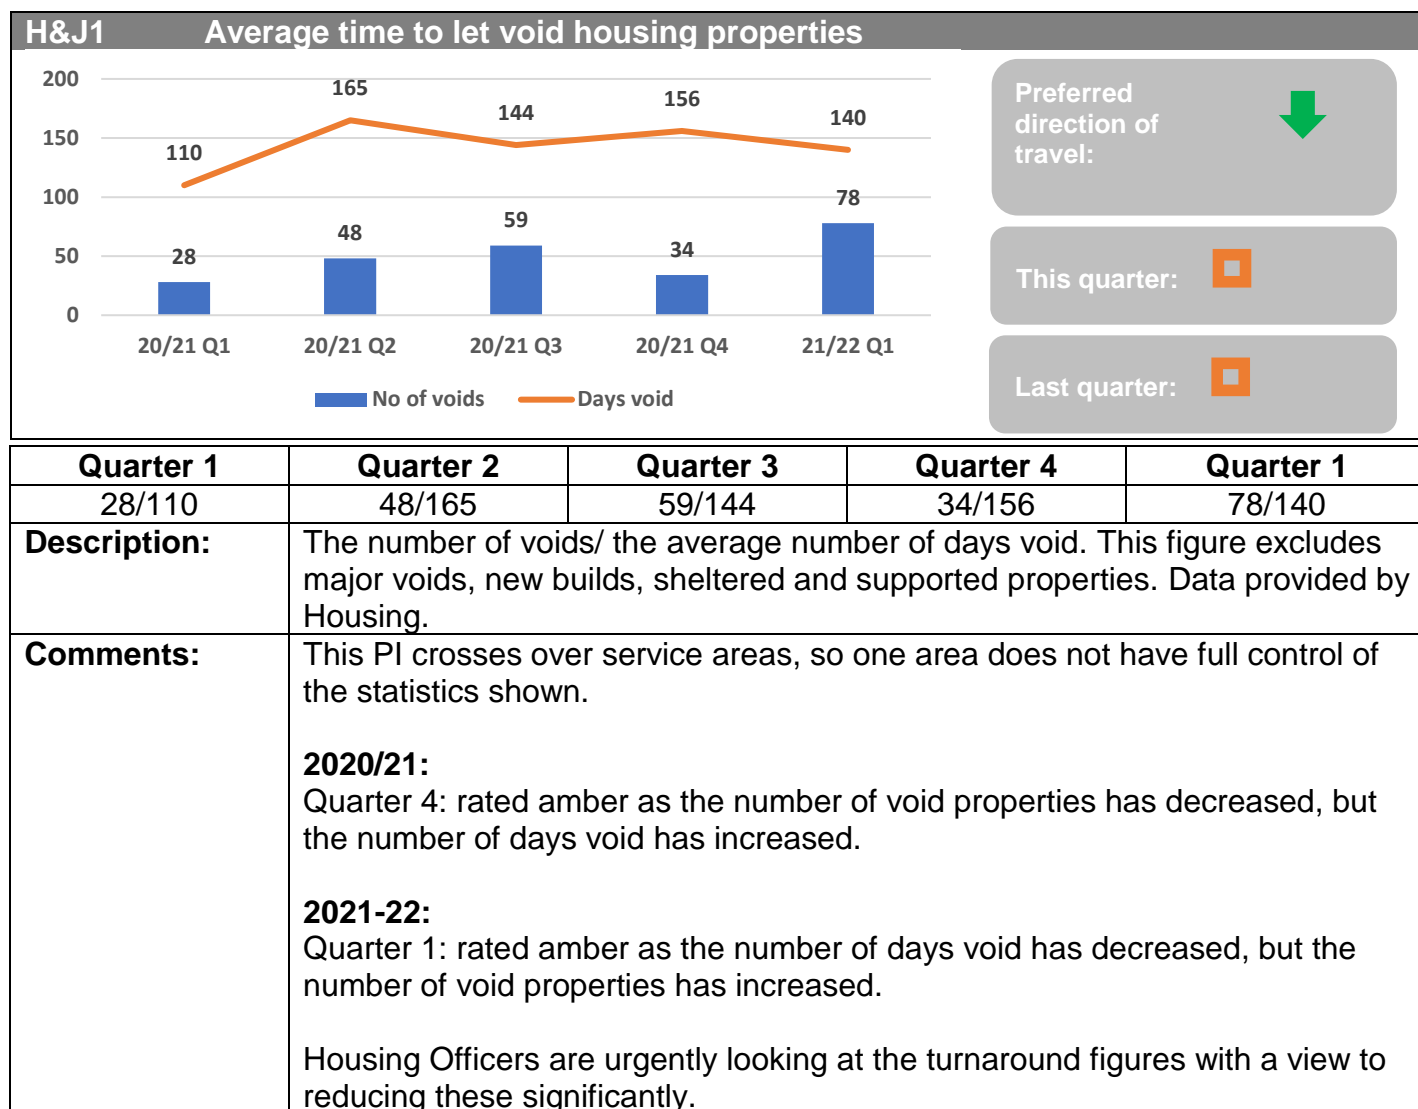 H&J1 Average time to let void housing properties
200
150
100
50
0
110
165
144
156
140
28
48
59
34
78
20/21 Q1
20/21 Q2
20/21 Q3
20/21 Q4
21/22 Q1
No of voids
Days void
Preferred
direction of
travel:
This quarter:
Last quarter:
Quarter 1 Quarter 2 Quarter 3 Quarter 4 Quarter 1
28/110 48/165 59/144 34/156 78/140
Description:
The number of voids/ the average number of days void. This figure excludes
major voids, new builds, sheltered and supported properties. Data provided by
Housing.
Comments:
This PI crosses over service areas, so one area does not have full control of
the statistics shown.
2020/21:
Quarter 4: rated amber as the number of void properties has decreased, but
the number of days void has increased.
2021-22:
Quarter 1: rated amber as the number of days void has decreased, but the
number of void properties has increased.
Housing Officers are urgently looking at the turnaround figures with a view to
reducing these significantly.